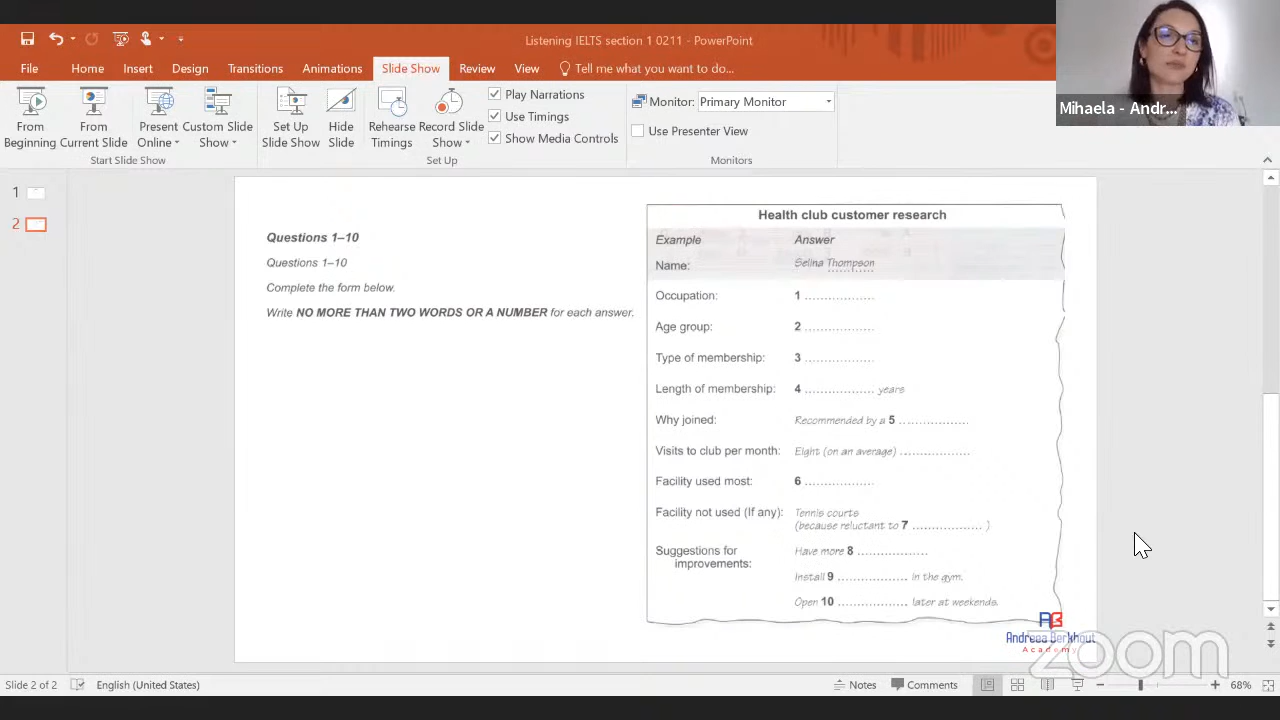 Listening IELTS section 1 0211 - PowerPoint
File Home Insert Design Transitions Animations Slide Show Review View Tell me what you want to do...
From Beginning
From Current Slide
Present Online
Custom Slide Show
Start Slide Show
Set Up Slide Show
Hide Slide
Rehearse Timings
Record Slide Show
Play Narrations
Use Timings
Show Media Controls
Set Up
Monitor: Primary Monitor
Use Presenter View
Monitors
Mihaela - Andr...
1
2
Questions 1–10
Questions 1–10
Complete the form below.
Write NO MORE THAN TWO WORDS OR A NUMBER for each answer.
Health club customer research
Example Answer
Name: Selina Thompson
Occupation: 1 ..................
Age group: 2 ..................
Type of membership: 3 ..................
Length of membership: 4 .................. years
Why joined: Recommended by a 5 ..................
Visits to club per month: Eight (on an average) ..................
Facility used most: 6 ..................
Facility not used (If any): Tennis courts
(because reluctant to 7 .................. )
Suggestions for improvements: Have more 8 ..................
Install 9 .................. in the gym.
Open 10 .................. later at weekends.
AB
Andreea Berkhout
Academy
zoom
Slide 2 of 2 English (United States) Notes Comments 68%